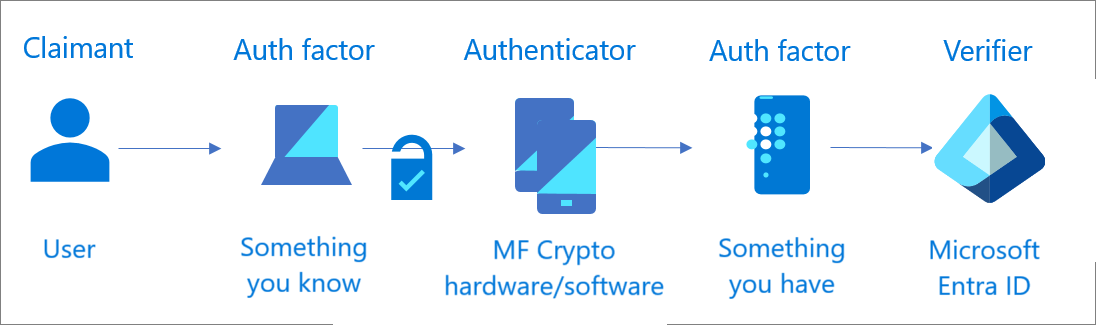 Claimant
Auth factor
Authenticator
Auth factor
Verifier
User
Something
you know
MF Crypto
hardware/software
Something
you have
Microsoft
Entra ID